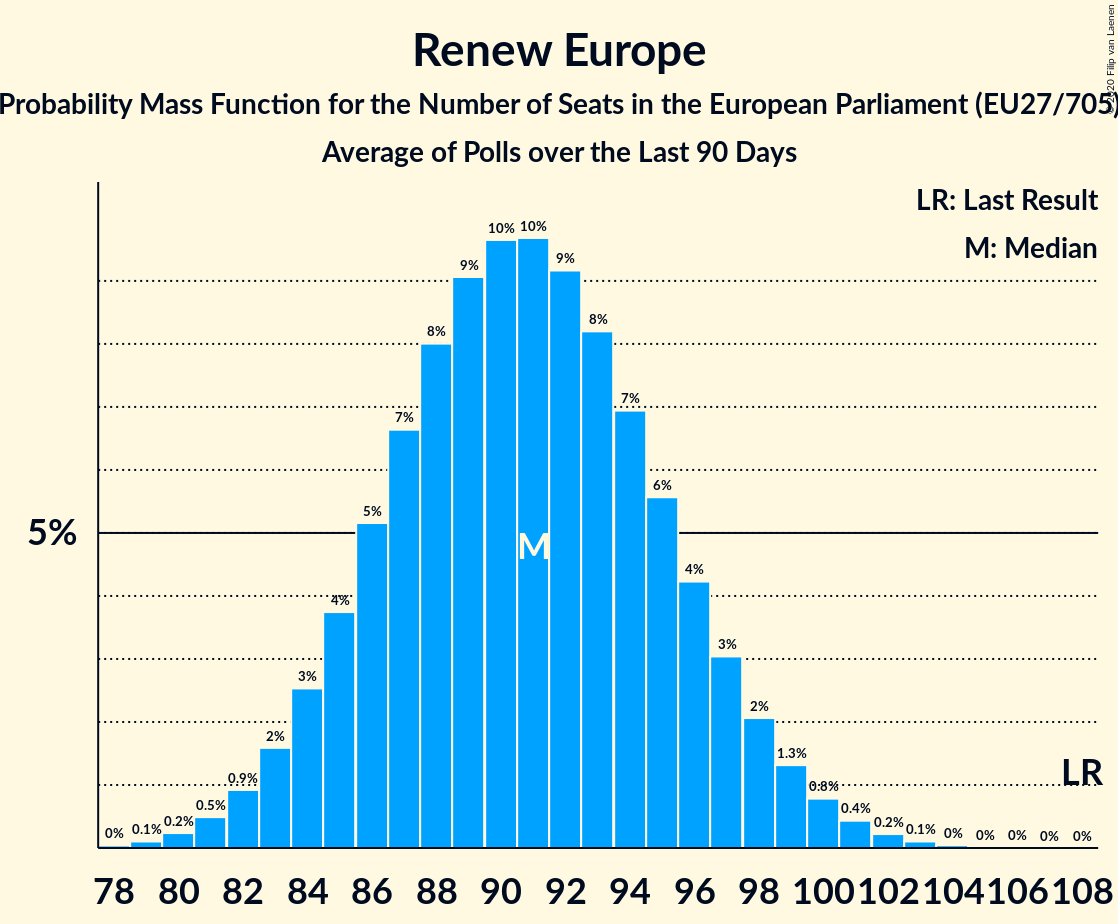 Renew Europe
Probability Mass Function for the Number of Seats in the European Parliament (EU27/705)
Average of Polls over the Last 90 Days
© 2020 Filip van Laenen
LR: Last Result
M: Median
0% 0.1% 0.2% 0.5% 0.9% 2% 3% 4% 5% 7% 8% 9% 10% 10% 9% 8% 7% 6% 4% 3% 2% 1.3% 0.8% 0.4% 0.2% 0.1% 0% 0% 0% 0% 0%
5%
M
LR
78 80 82 84 86 88 90 92 94 96 98 100 102 104 106 108